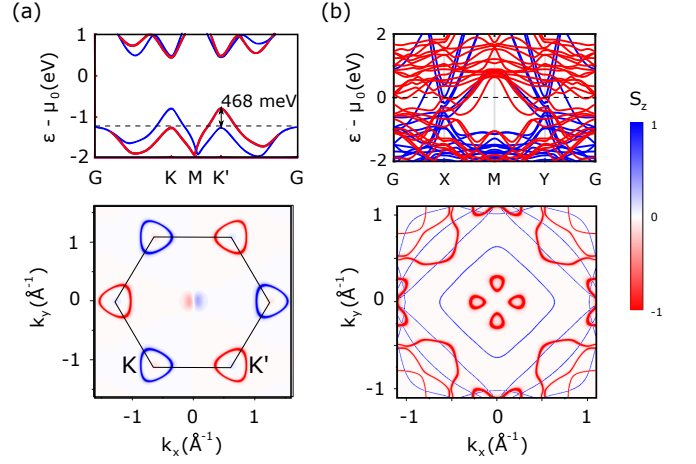 (a)
(b)
ε - μ0(eV)
1
0
-1
-2
468 meV
G K M K' G
ε - μ0(eV)
2
0
-2
G X M Y G
Sz
1
0
-1
ky(Å-1)
1
0
-1
K K'
-1 0 1
kx(Å-1)
ky(Å-1)
1
0
-1
-1 0 1
kx(Å-1)